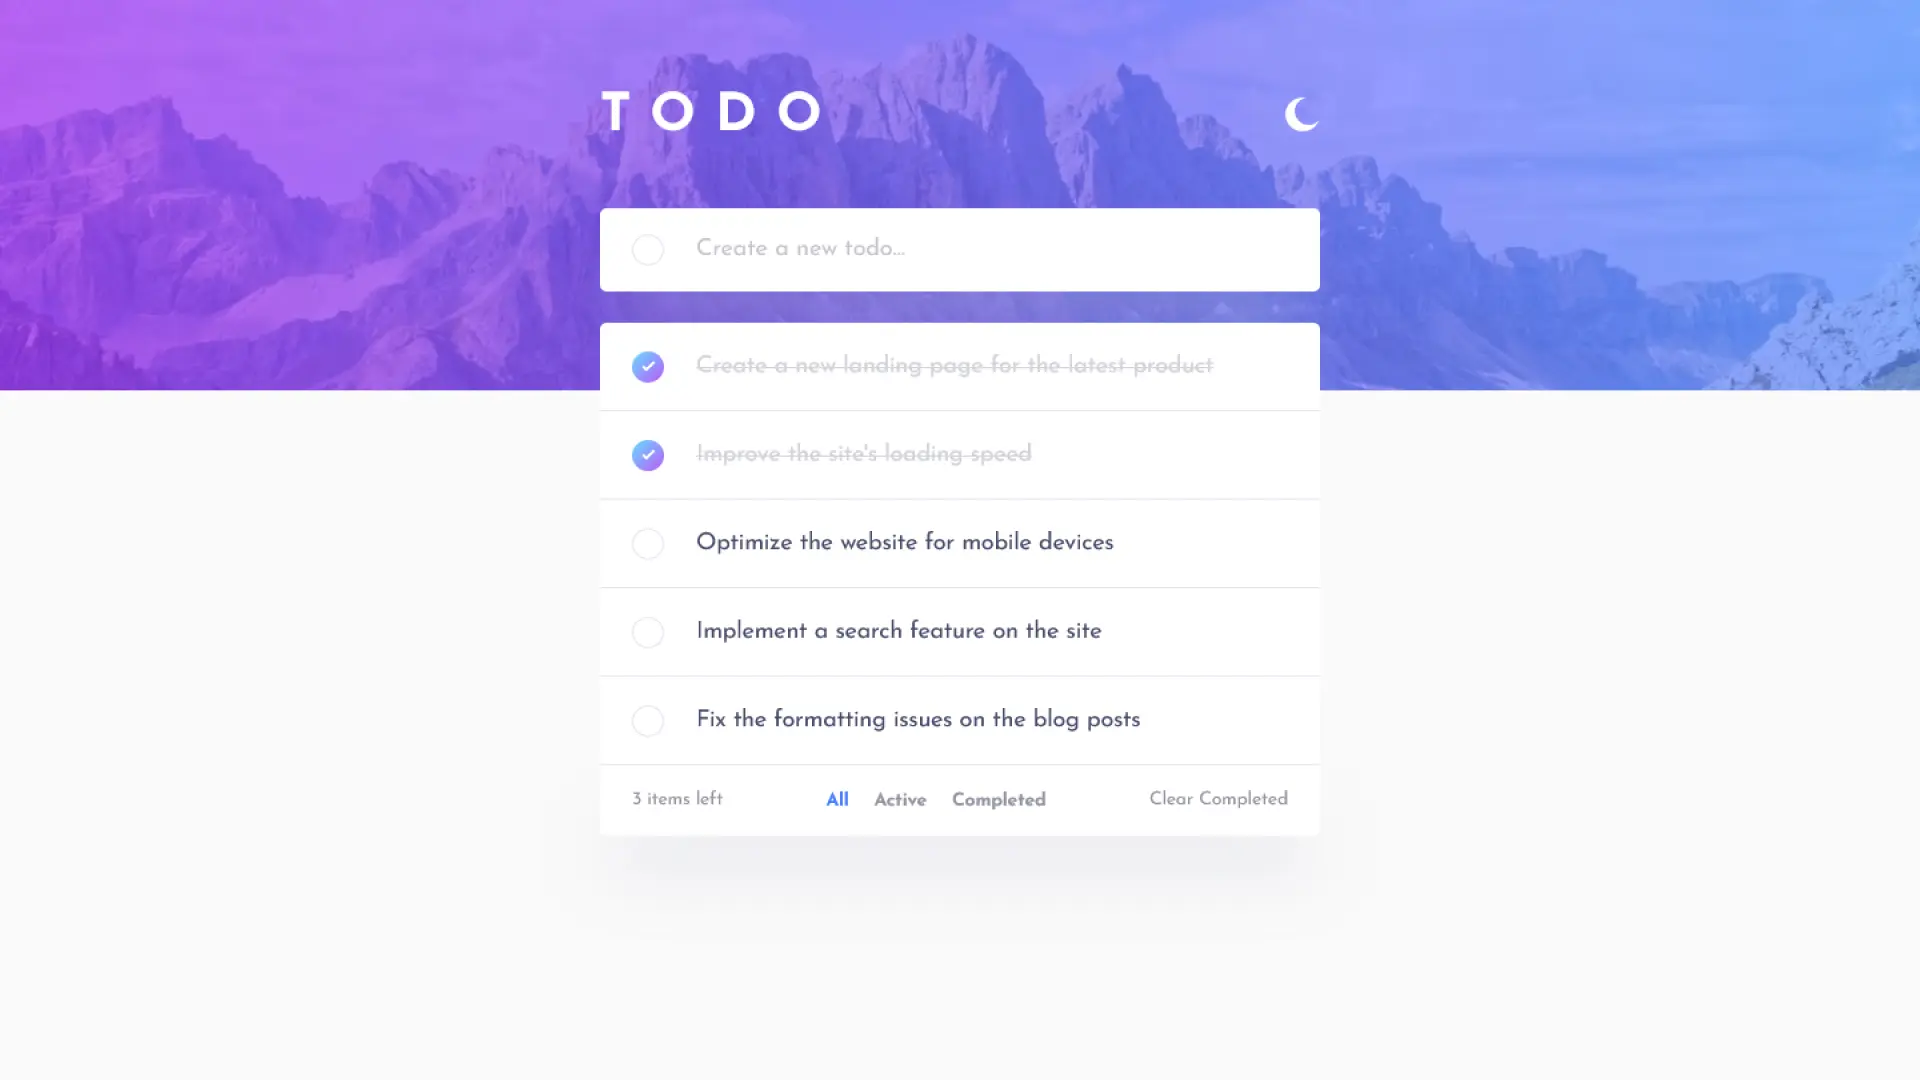 TODO
Create a new todo...
Create a new landing page for the latest product
Improve the site's loading speed
Optimize the website for mobile devices
Implement a search feature on the site
Fix the formatting issues on the blog posts
3 items left All Active Completed Clear Completed